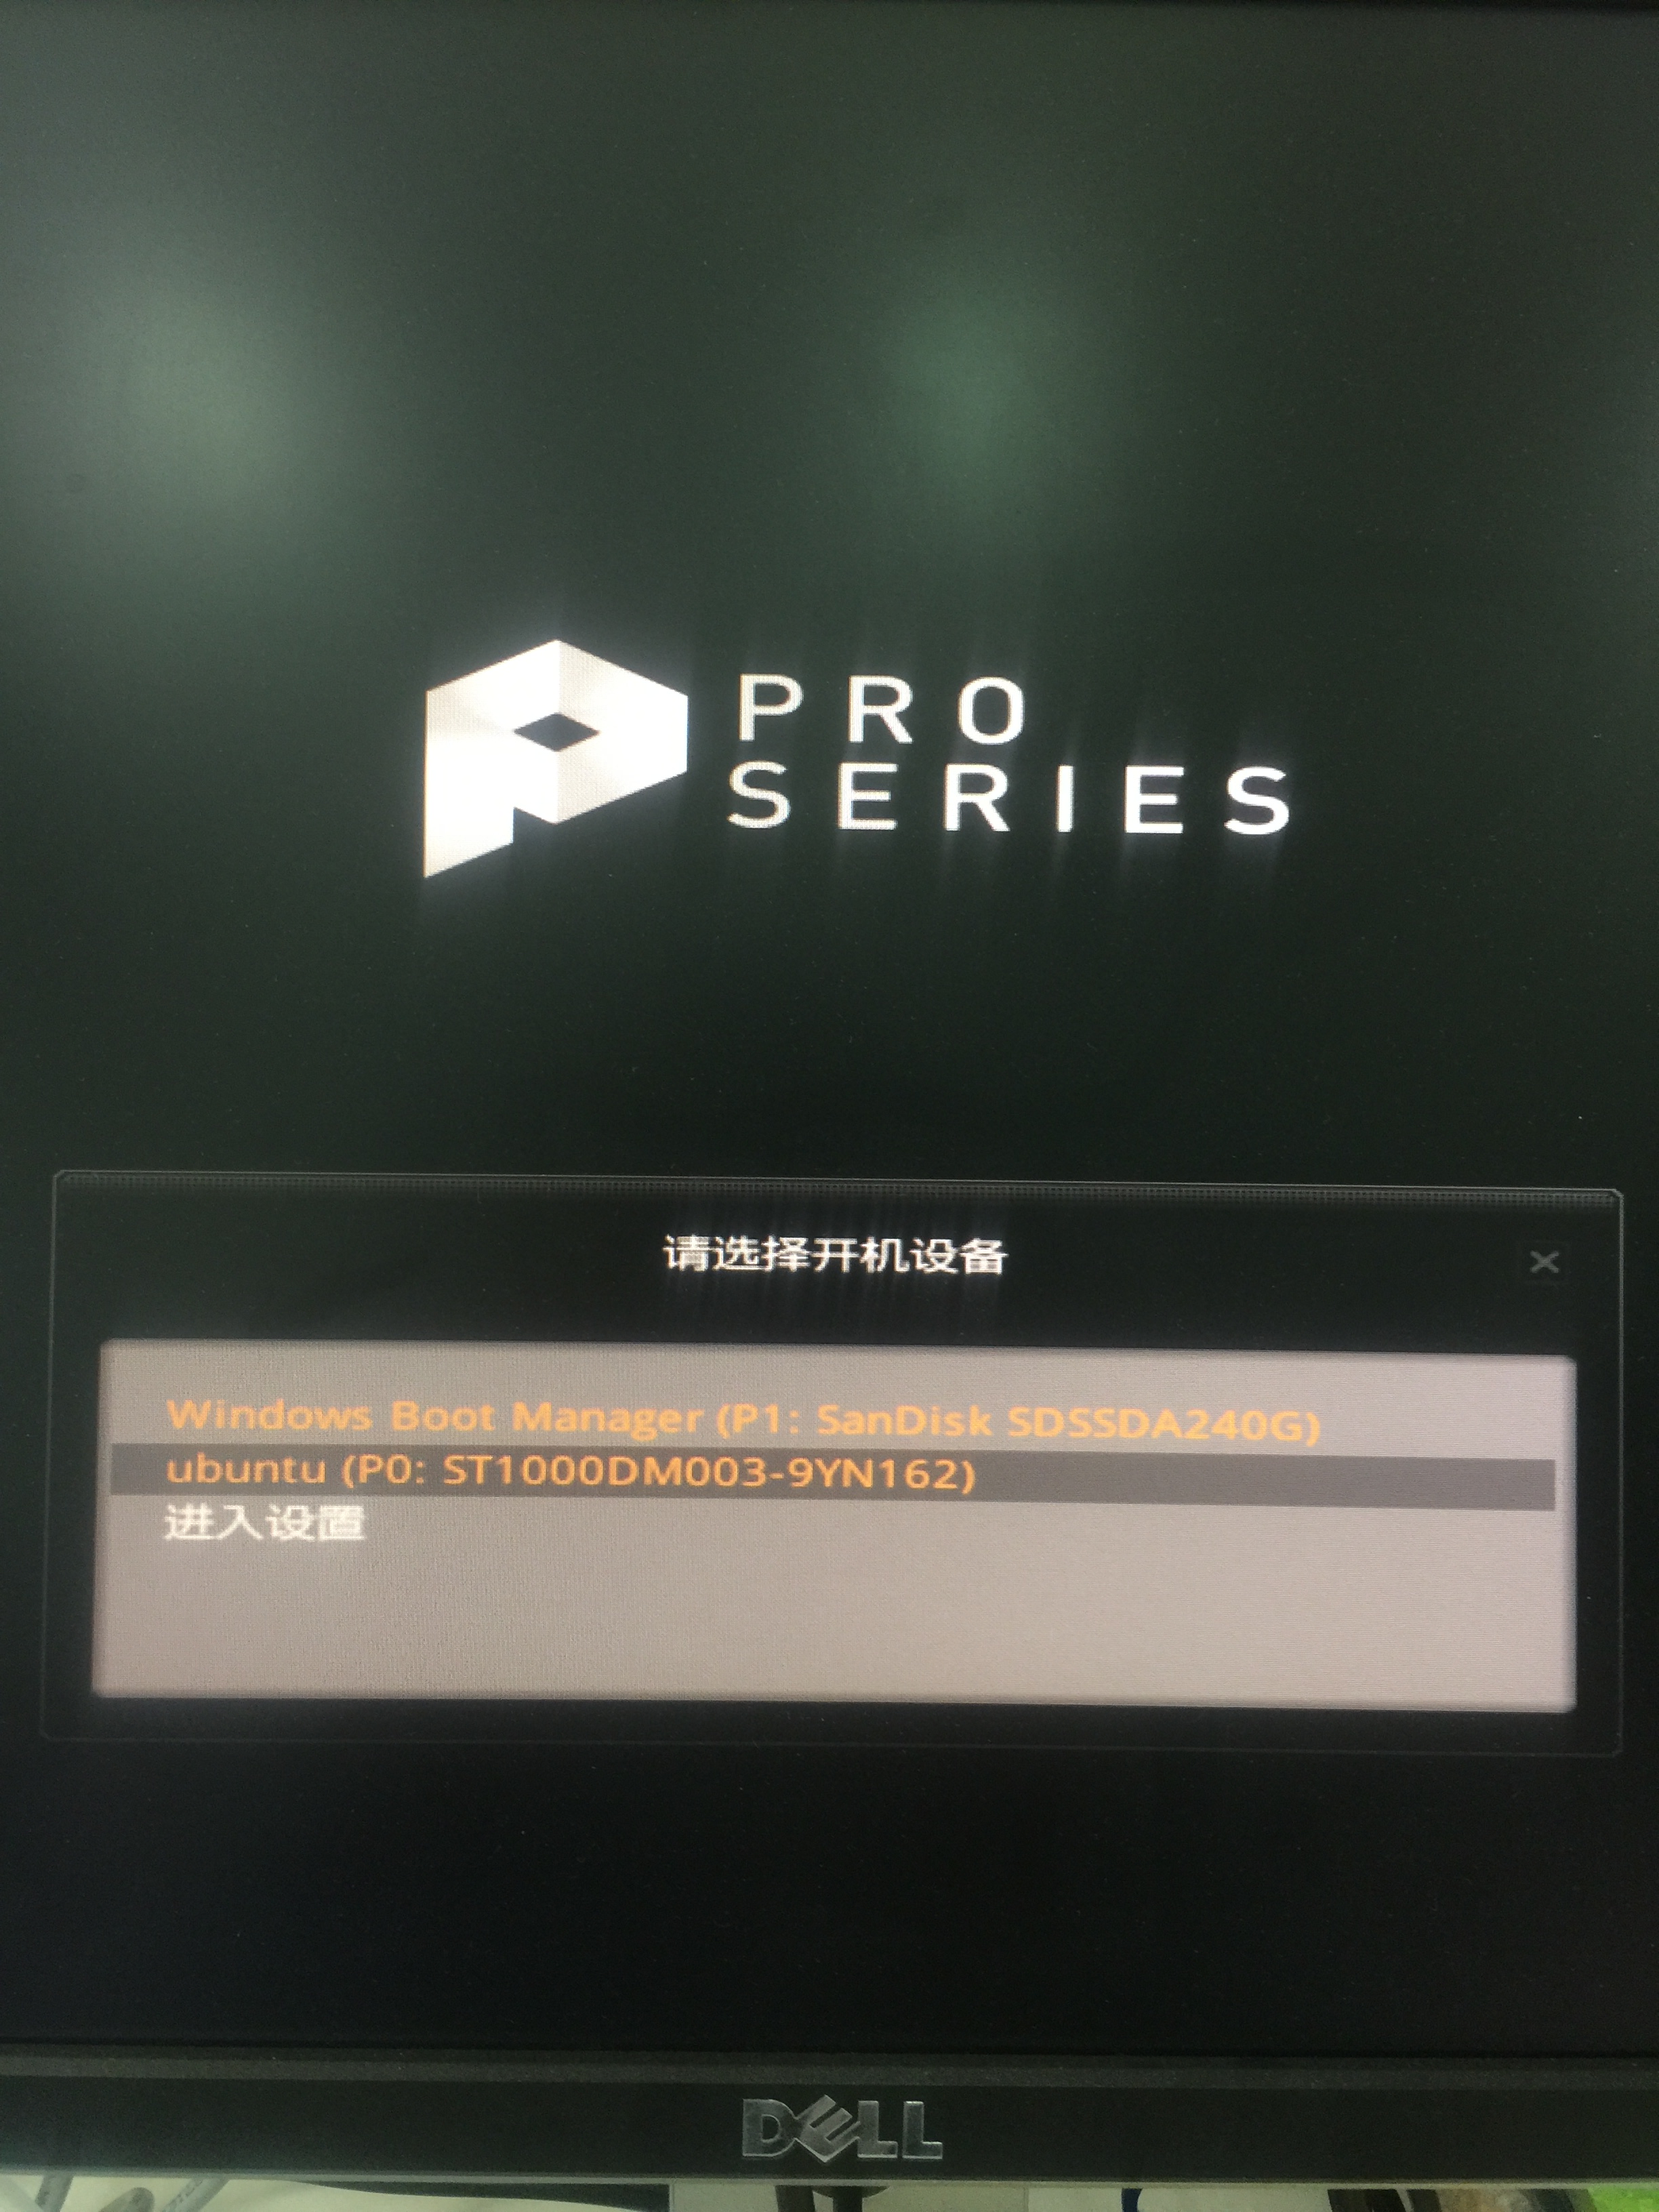 PRO
SERIES
请选择开机设备
Windows Boot Manager (P1: SanDisk SDSSDA240G)
ubuntu (P0: ST1000DM003-9YN162)
进入设置
DELL